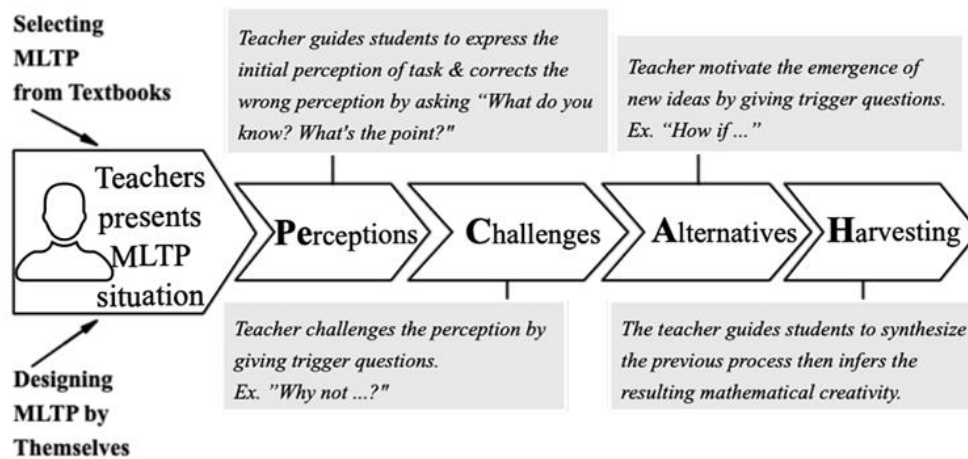 Selecting
MLTP
from Textbooks
Teacher guides students to express the
initial perception of task & corrects the
wrong perception by asking “What do you
know? What's the point?"
Teacher motivate the emergence of
new ideas by giving trigger questions.
Ex. “How if ...”
Teachers
presents
MLTP
situation
Perceptions
Challenges
Alternatives
Harvesting
Teacher challenges the perception by
giving trigger questions.
Ex. ”Why not ...?"
The teacher guides students to synthesize
the previous process then infers the
resulting mathematical creativity.
Designing
MLTP by
Themselves